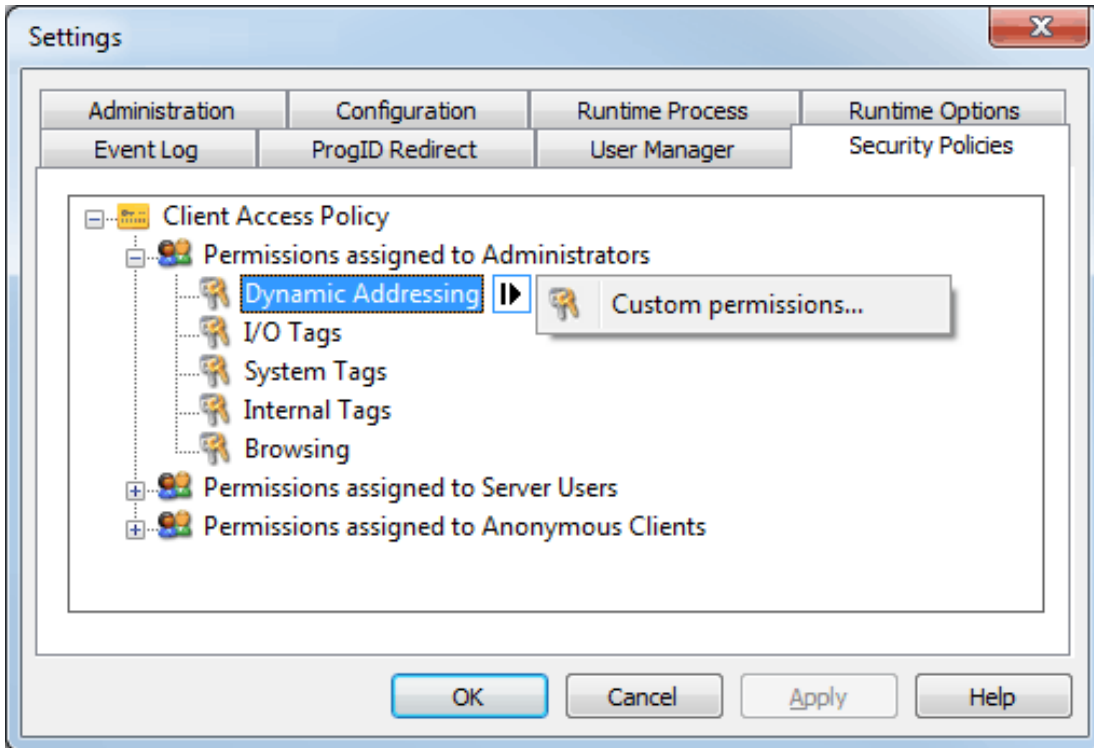 Settings
Administration Configuration Runtime Process Runtime Options
Event Log ProgID Redirect User Manager Security Policies
Client Access Policy
Permissions assigned to Administrators
Dynamic Addressing Custom permissions...
I/O Tags
System Tags
Internal Tags
Browsing
Permissions assigned to Server Users
Permissions assigned to Anonymous Clients
OK Cancel Apply Help